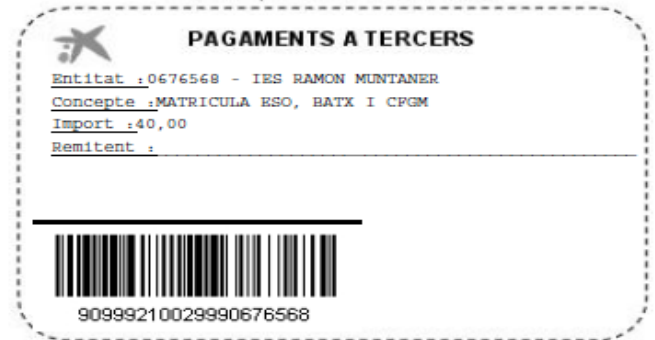 PAGAMENTS A TERCERS
Entitat :0676568 - IES RAMON MUNTANER
Concepte :MATRICULA ESO, BATX I CFGM
Import :40,00
Remitent :
90999210029990676568